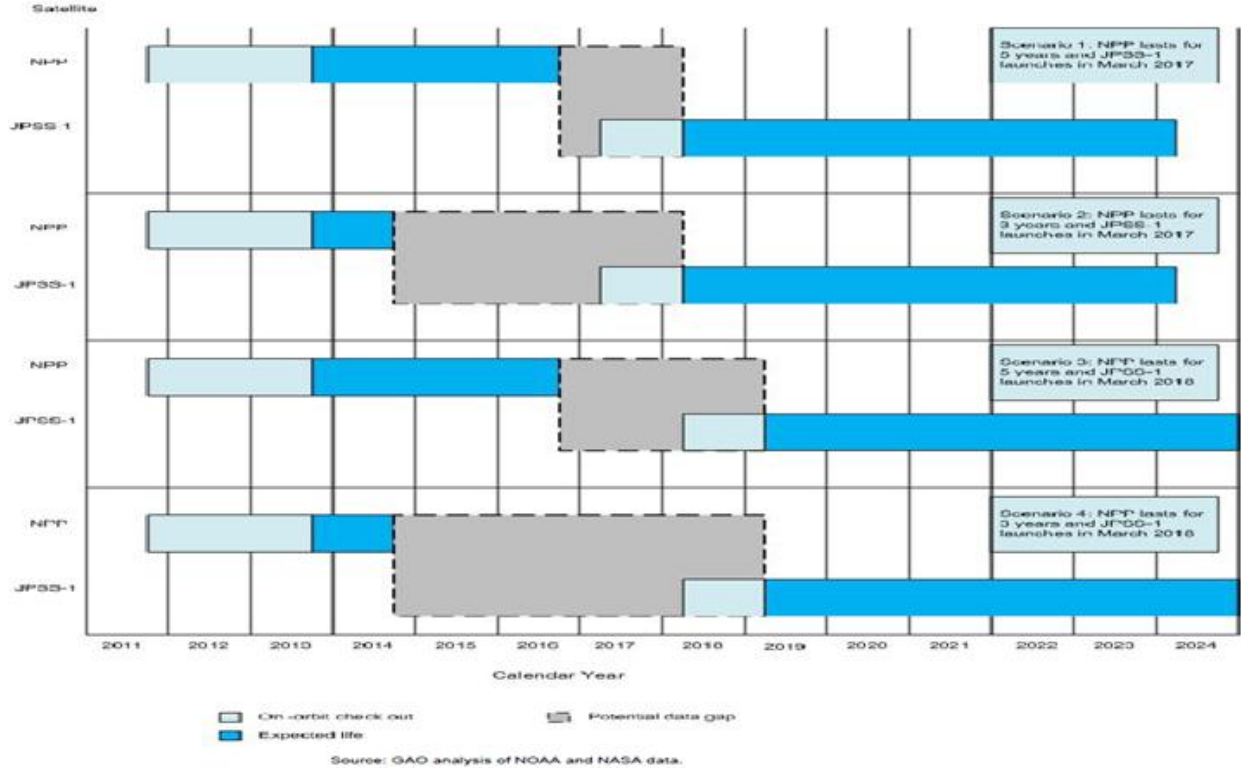 Satellite
NPP
Scenario 1: NPP lasts for
5 years and JPSS-1
launches in March 2017
JPSS-1
NPP
Scenario 2: NPP lasts for
3 years and JPSS-1
launches in March 2017
JPSS-1
NPP
Scenario 3: NPP lasts for
5 years and JPSS-1
launches in March 2018
JPSS-1
NPP
Scenario 4: NPP lasts for
3 years and JPSS-1
launches in March 2018
JPSS-1
2011 2012 2013 2014 2015 2016 2017 2018 2019 2020 2021 2022 2023 2024
Calendar Year
On -orbit check out
Potential data gap
Expected life
Source: GAO analysis of NOAA and NASA data.